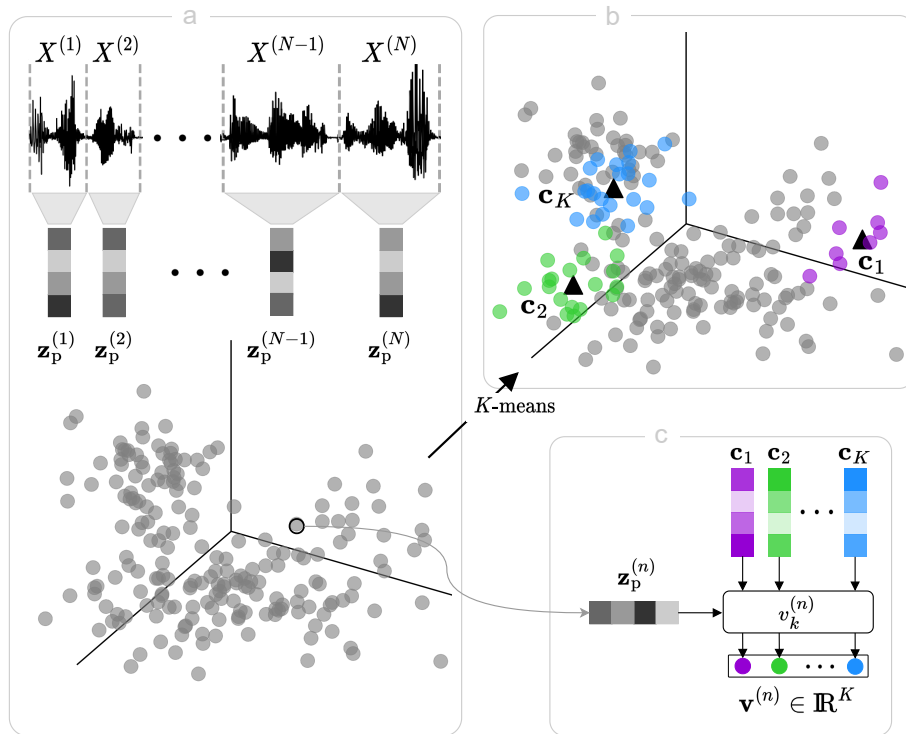 a
X^(1) X^(2) X^(N−1) X^(N)
• • •
• • •
z_p^(1) z_p^(2) z_p^(N−1) z_p^(N)
b
c_K
c_1
c_2
K-means
c
c_1 c_2 c_K
• • •
z_p^(n)
v_k^(n)
• • •
v^(n) ∈ ℝ^K